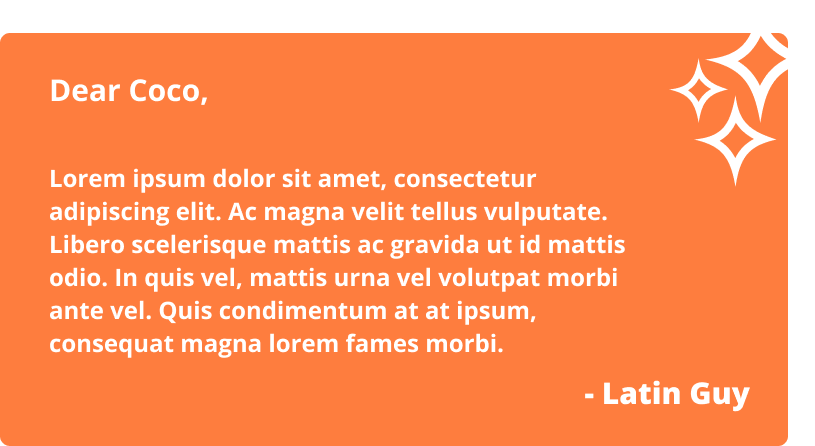 Dear Coco,
Lorem ipsum dolor sit amet, consectetur
adipiscing elit. Ac magna velit tellus vulputate.
Libero scelerisque mattis ac gravida ut id mattis
odio. In quis vel, mattis urna vel volutpat morbi
ante vel. Quis condimentum at at ipsum,
consequat magna lorem fames morbi.
- Latin Guy